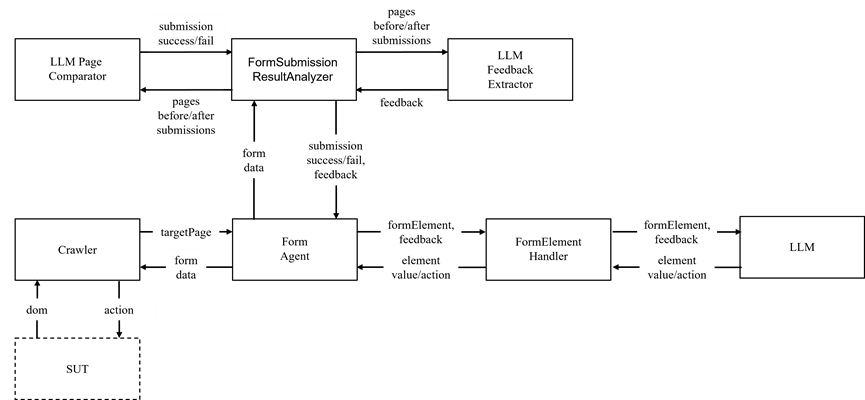 submission
success/fail
pages
before/after
submissions
LLM Page
Comparator
FormSubmission
ResultAnalyzer
LLM
Feedback
Extractor
pages
before/after
submissions
feedback
form
data
submission
success/fail,
feedback
Crawler
targetPage
form
data
Form
Agent
formElement,
feedback
element
value/action
FormElement
Handler
formElement,
feedback
element
value/action
LLM
dom
action
SUT